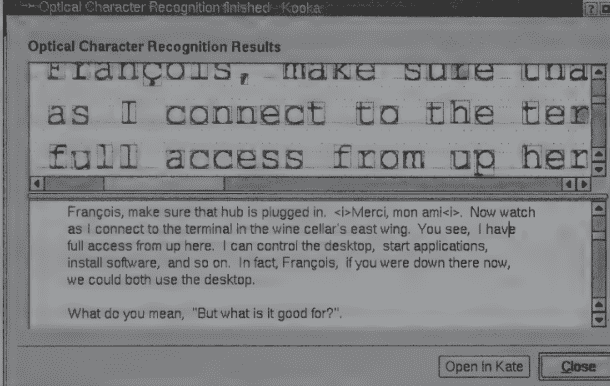 Optical Character Recognition finished - Kooka
Optical Character Recognition Results
François, make sure tha
as I connect to the ter
full access from up her
François, make sure that hub is plugged in. <i>Merci, mon ami<i>. Now watch
as I connect to the terminal in the wine cellar's east wing. You see, I have
full access from up here. I can control the desktop, start applications,
install software, and so on. In fact, François, if you were down there now,
we could both use the desktop.
What do you mean, "But what is it good for?".
Open In Kate
Close